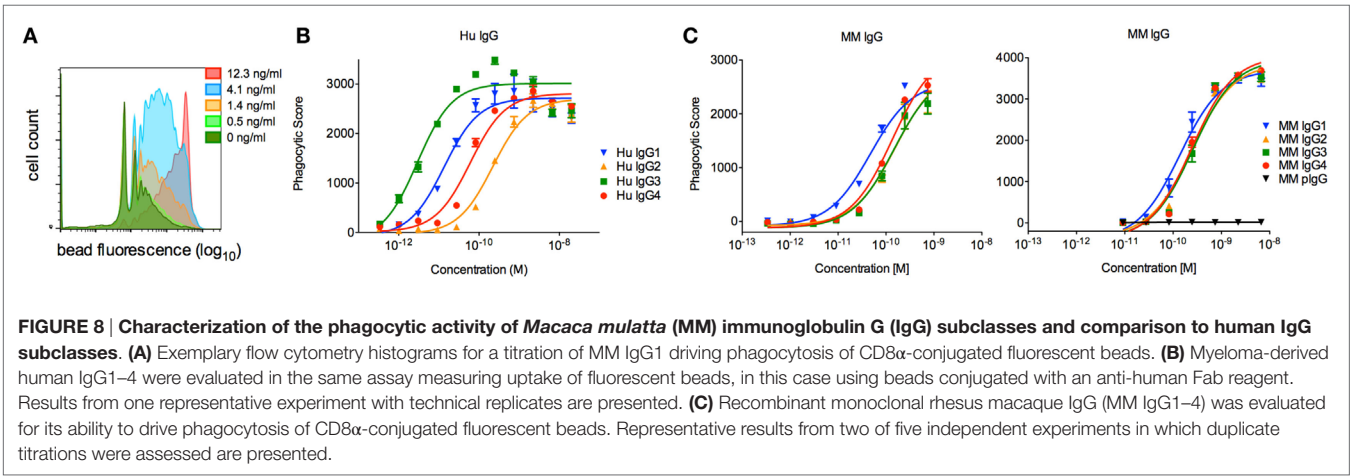 A
12.3 ng/ml
4.1 ng/ml
1.4 ng/ml
0.5 ng/ml
0 ng/ml
cell count
bead fluorescence (log10)
B
Hu IgG
3000
2000
1000
0
Phagocytic Score
10-12
10-10
10-8
Concentration (M)
Hu IgG1
Hu IgG2
Hu IgG3
Hu IgG4
C
MM IgG
3000
2000
1000
0
Phagocytic Score
10-13
10-12
10-11
10-10
10-9
10-8
Concentration [M]
MM IgG
4000
3000
2000
1000
0
10-13
10-12
10-11
10-10
10-9
10-8
Concentration [M]
MM IgG1
MM IgG2
MM IgG3
MM IgG4
MM pIgG
FIGURE 8 | Characterization of the phagocytic activity of Macaca mulatta (MM) immunoglobulin G (IgG) subclasses and comparison to human IgG
subclasses. (A) Exemplary flow cytometry histograms for a titration of MM IgG1 driving phagocytosis of CD8α-conjugated fluorescent beads. (B) Myeloma-derived
human IgG1–4 were evaluated in the same assay measuring uptake of fluorescent beads, in this case using beads conjugated with an anti-human Fab reagent.
Results from one representative experiment with technical replicates are presented. (C) Recombinant monoclonal rhesus macaque IgG (MM IgG1–4) was evaluated
for its ability to drive phagocytosis of CD8α-conjugated fluorescent beads. Representative results from two of five independent experiments in which duplicate
titrations were assessed are presented.